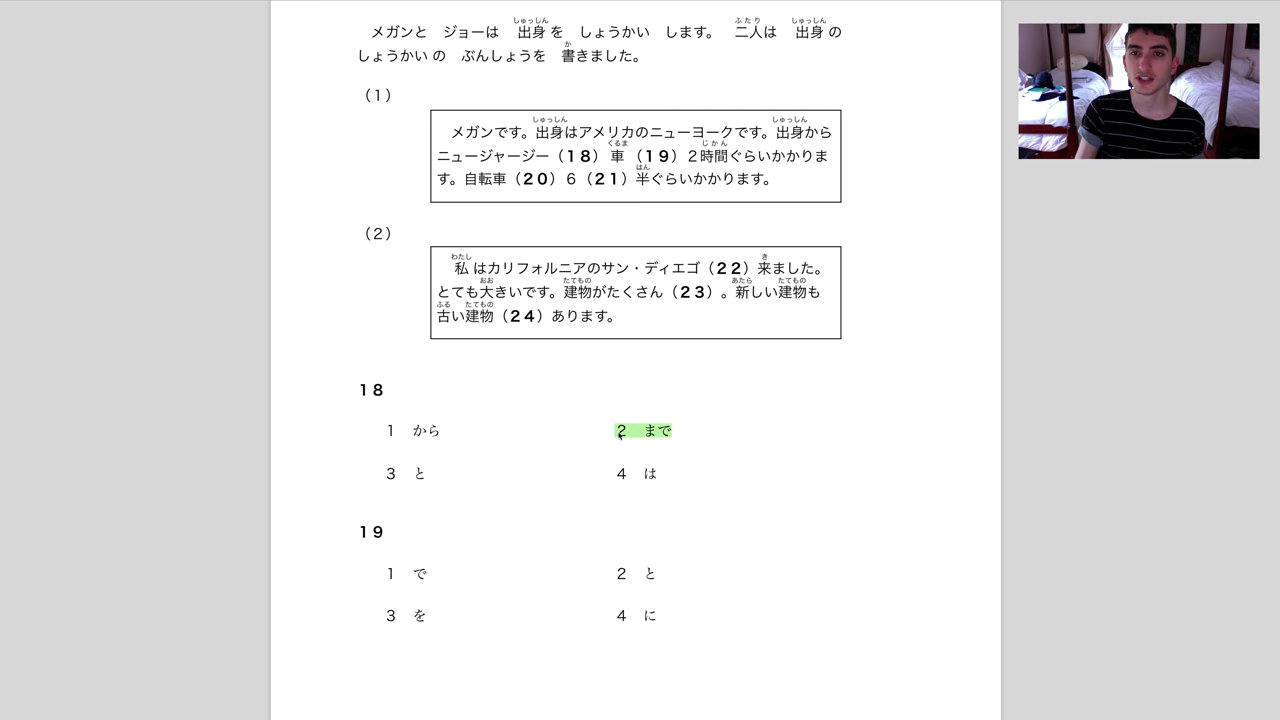 メガンと　ジョーは　出身を　しょうかい　します。　二人は　出身の
しょうかいの　ぶんしょうを　書きました。
（１）
メガンです。出身はアメリカのニューヨークです。出身から
ニュージャージー（１８）車（１９）２時間ぐらいかかりま
す。自転車（２０）６（２１）半ぐらいかかります。
（２）
私はカリフォルニアのサン・ディエゴ（２２）来ました。
とても大きいです。建物がたくさん（２３）。新しい建物も
古い建物（２４）あります。
１８
１　から　２　まで
３　と　４　は
１９
１　で　２　と
３　を　４　に